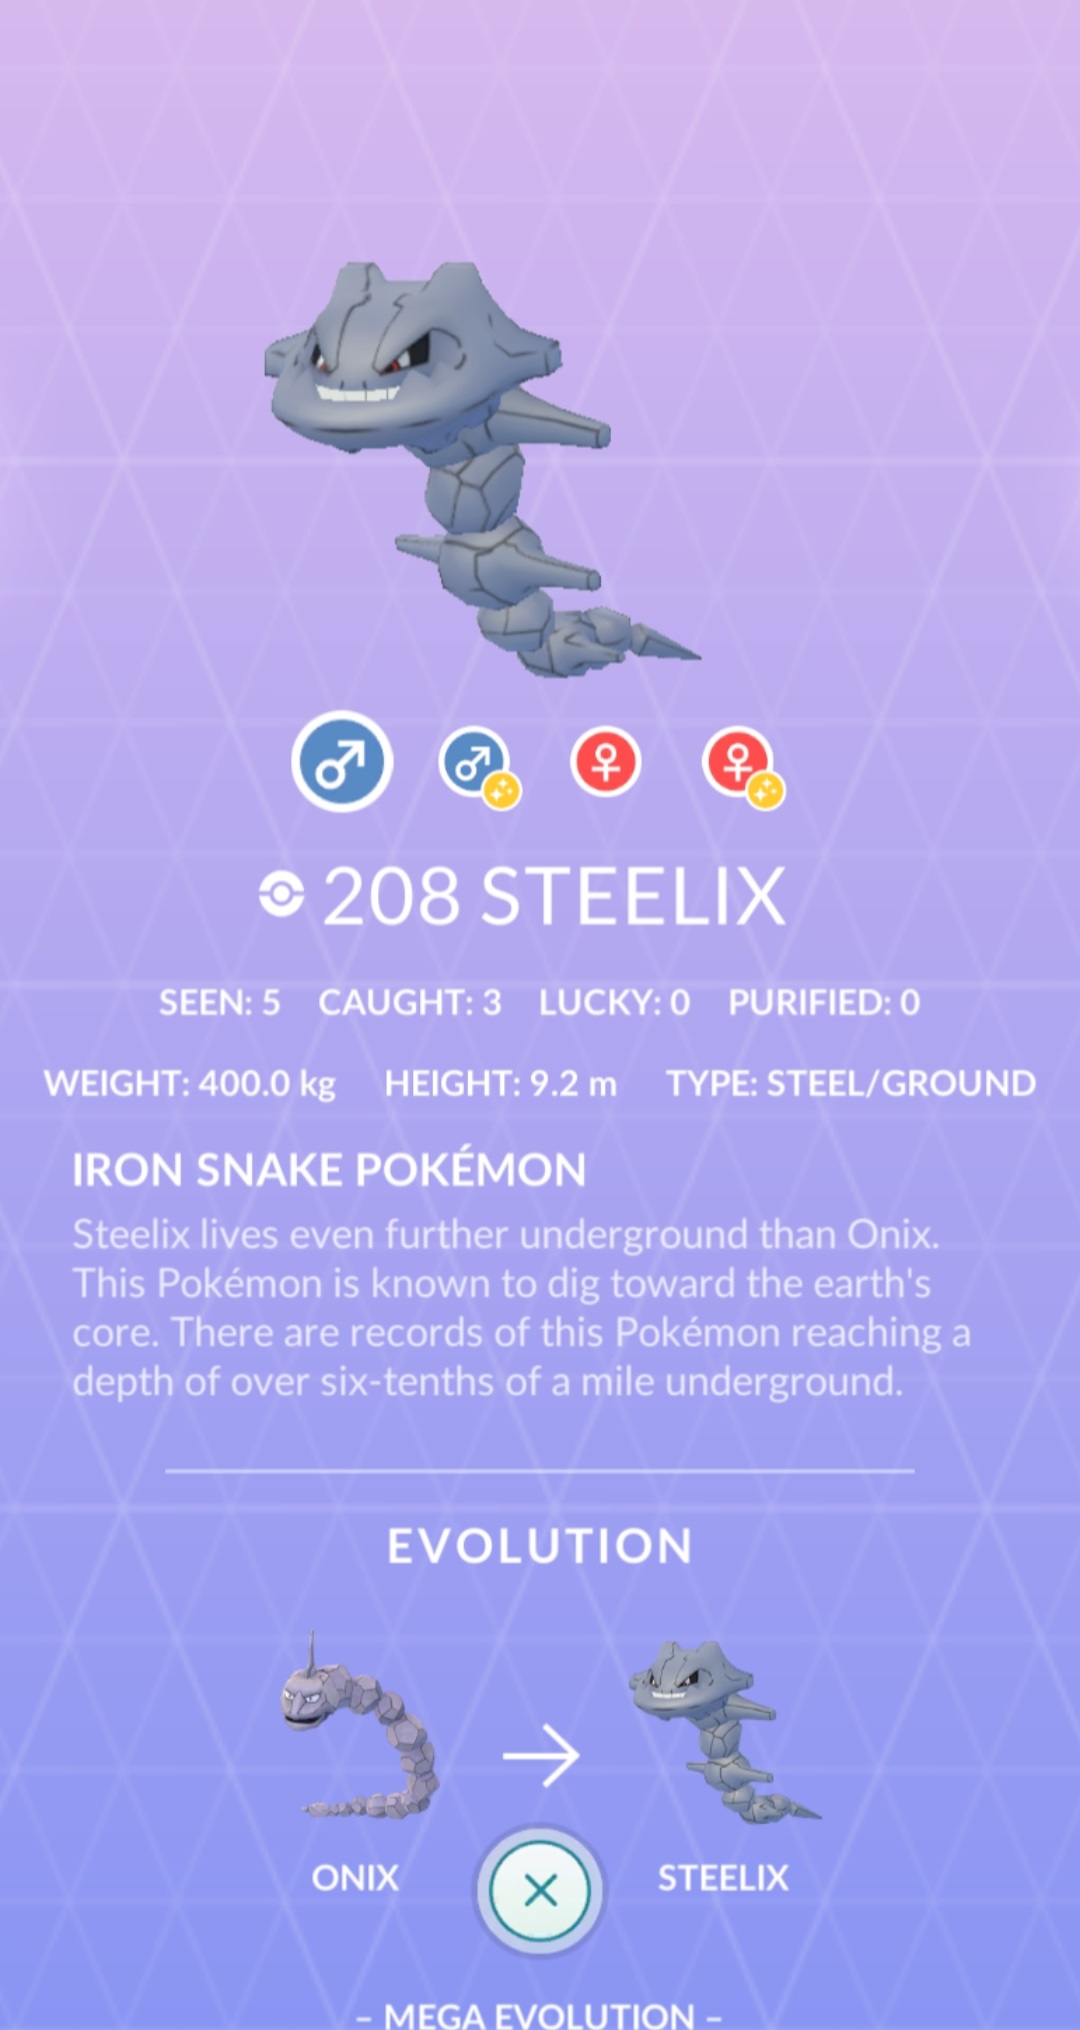 208 STEELIX
SEEN: 5 CAUGHT: 3 LUCKY: 0 PURIFIED: 0
WEIGHT: 400.0 kg HEIGHT: 9.2 m TYPE: STEEL/GROUND
IRON SNAKE POKÉMON
Steelix lives even further underground than Onix.
This Pokémon is known to dig toward the earth's
core. There are records of this Pokémon reaching a
depth of over six-tenths of a mile underground.
EVOLUTION
ONIX STEELIX
– MEGA EVOLUTION –